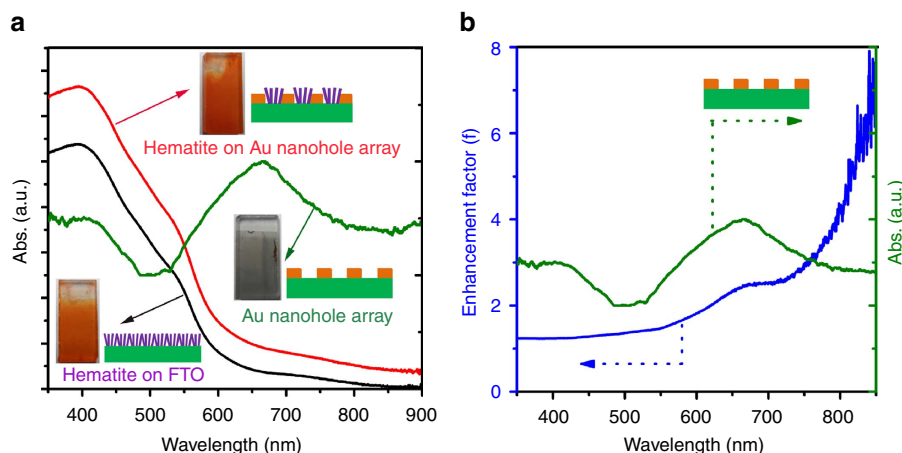 a
Abs. (a.u.)
Hematite on Au nanohole array
Au nanohole array
Hematite on FTO
400 500 600 700 800 900
Wavelength (nm)
b
8
6
4
2
0
Enhancement factor (f)
Abs. (a.u.)
400 500 600 700 800
Wavelength (nm)